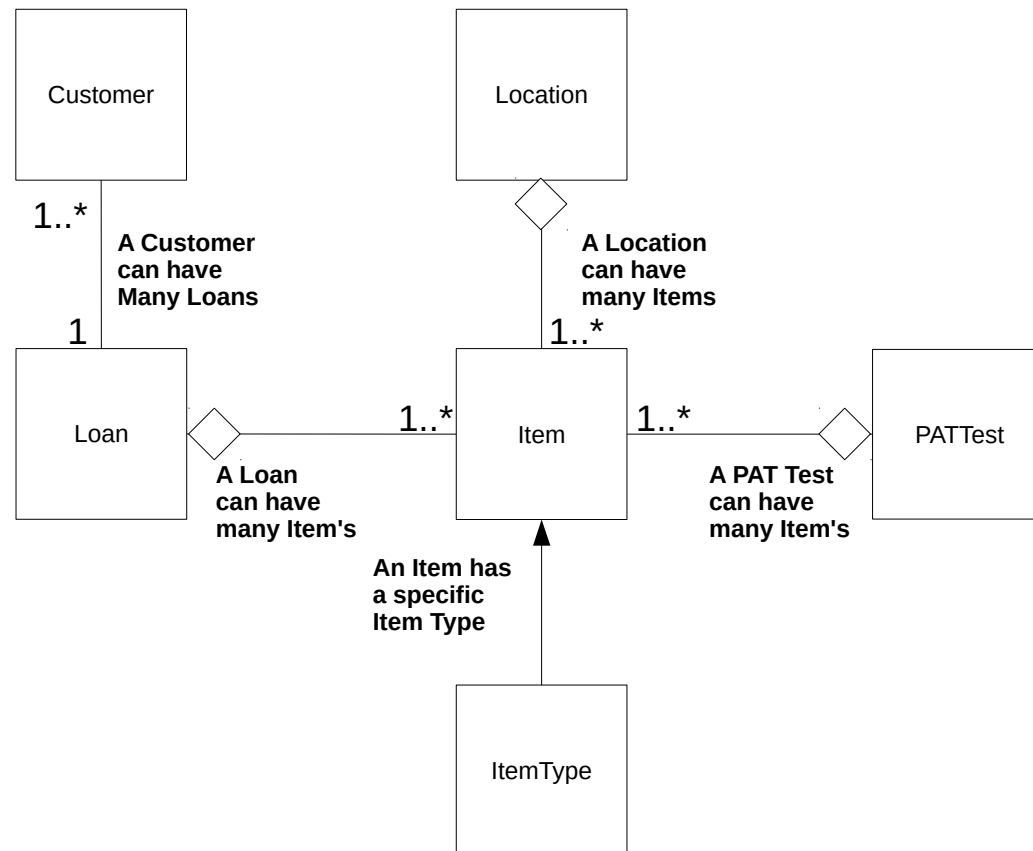 Customer
Location
1..*
A Customer
can have
Many Loans
A Location
can have
many Items
1
1..*
Loan
1..*
Item
1..*
PATTest
A Loan
can have
many Item's
A PAT Test
can have
many Item's
An Item has
a specific
Item Type
ItemType